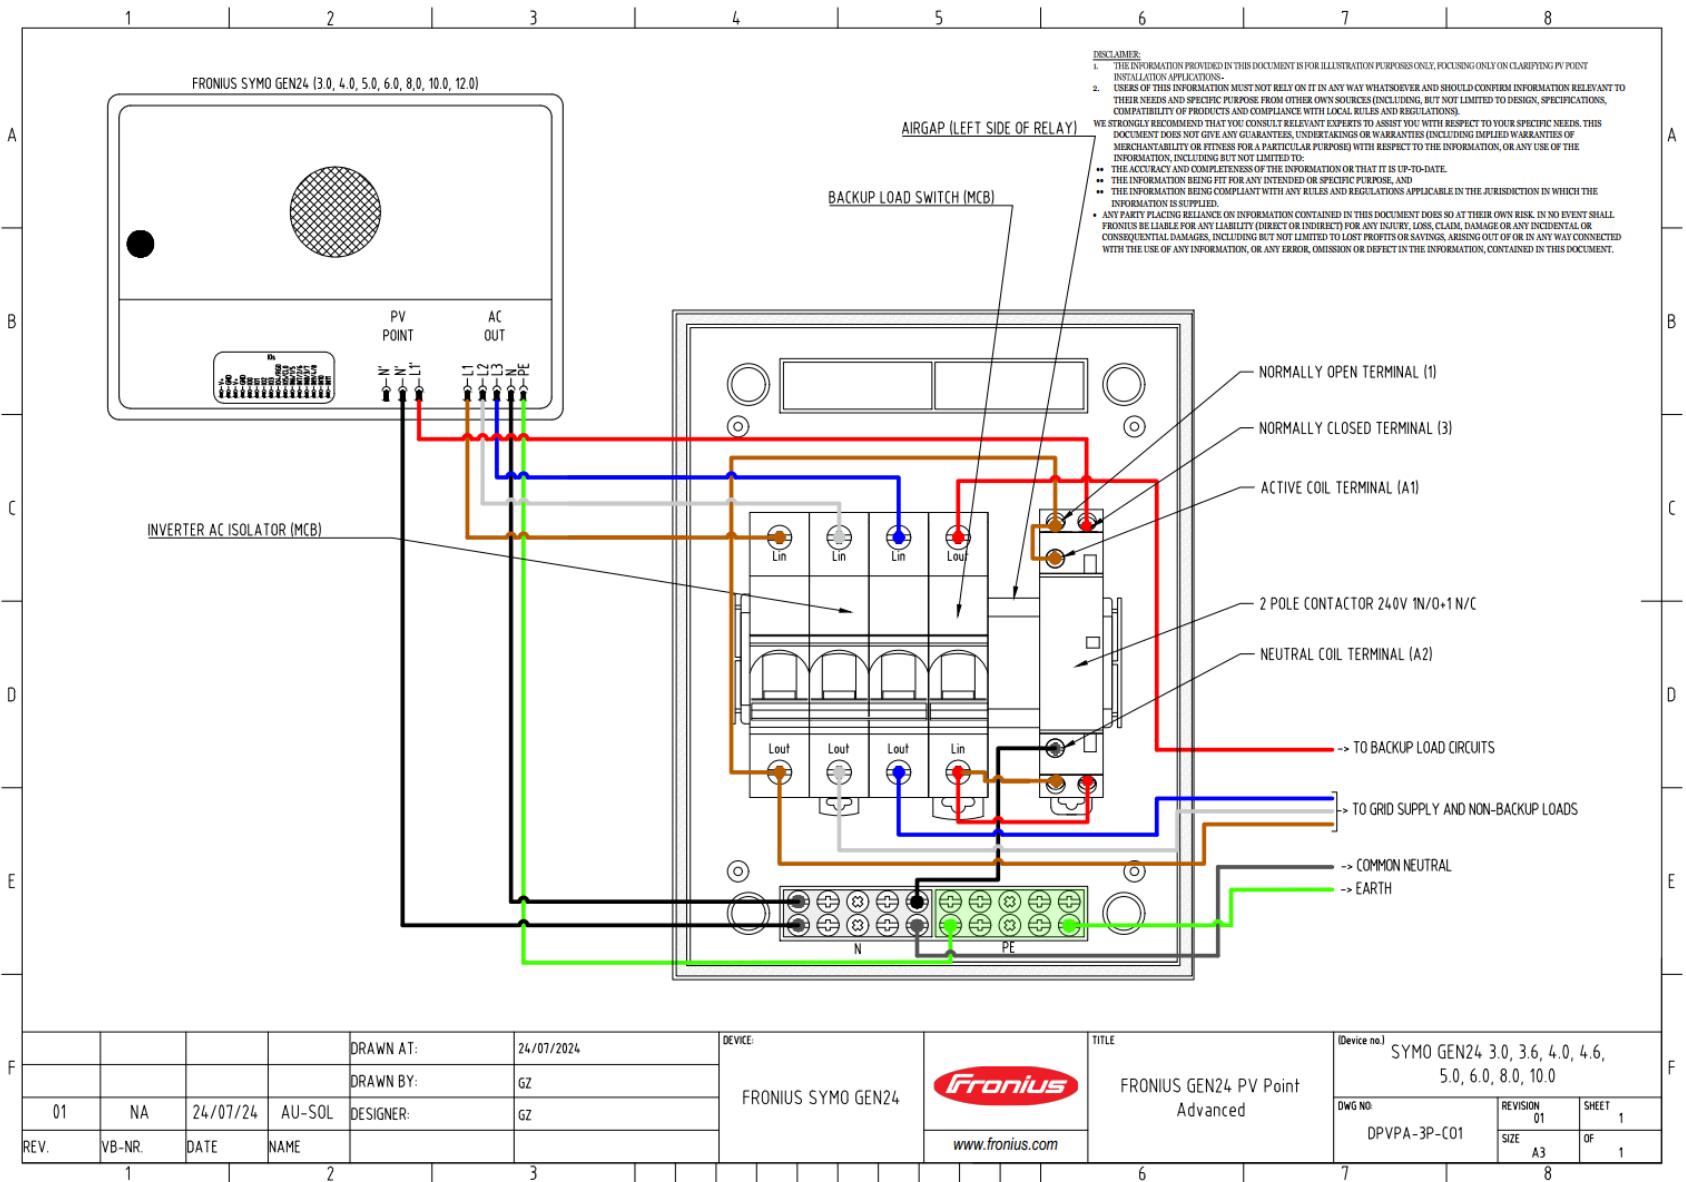 1 2 3 4 5 6 7 8
A
B
C
D
E
F
A
B
C
D
E
F
FRONIUS SYMO GEN24 (3.0, 4.0, 5.0, 6.0, 8,0, 10.0, 12.0)
PV
POINT
AC
OUT
IOs
N' N' L1' L1 L2 L3 N PE
DISCLAIMER:
1. THE INFORMATION PROVIDED IN THIS DOCUMENT IS FOR ILLUSTRATION PURPOSES ONLY, FOCUSING ONLY ON CLARIFYING PV POINT
INSTALLATION APPLICATIONS-
2. USERS OF THIS INFORMATION MUST NOT RELY ON IT IN ANY WAY WHATSOEVER AND SHOULD CONFIRM INFORMATION RELEVANT TO
THEIR NEEDS AND SPECIFIC PURPOSE FROM OTHER OWN SOURCES (INCLUDING, BUT NOT LIMITED TO DESIGN, SPECIFICATIONS,
COMPATIBILITY OF PRODUCTS AND COMPLIANCE WITH LOCAL RULES AND REGULATIONS).
WE STRONGLY RECOMMEND THAT YOU CONSULT RELEVANT EXPERTS TO ASSIST YOU WITH RESPECT TO YOUR SPECIFIC NEEDS. THIS
DOCUMENT DOES NOT GIVE ANY GUARANTEES, UNDERTAKINGS OR WARRANTIES (INCLUDING IMPLIED WARRANTIES OF
MERCHANTABILITY OR FITNESS FOR A PARTICULAR PURPOSE) WITH RESPECT TO THE INFORMATION, OR ANY USE OF THE
INFORMATION, INCLUDING BUT NOT LIMITED TO:
•• THE ACCURACY AND COMPLETENESS OF THE INFORMATION OR THAT IT IS UP-TO-DATE.
•• THE INFORMATION BEING FIT FOR ANY INTENDED OR SPECIFIC PURPOSE, AND
•• THE INFORMATION BEING COMPLIANT WITH ANY RULES AND REGULATIONS APPLICABLE IN THE JURISDICTION IN WHICH THE
INFORMATION IS SUPPLIED.
• ANY PARTY PLACING RELIANCE ON INFORMATION CONTAINED IN THIS DOCUMENT DOES SO AT THEIR OWN RISK. IN NO EVENT SHALL
FRONIUS BE LIABLE FOR ANY LIABILITY (DIRECT OR INDIRECT) FOR ANY INJURY, LOSS, CLAIM, DAMAGE OR ANY INCIDENTAL OR
CONSEQUENTIAL DAMAGES, INCLUDING BUT NOT LIMITED TO LOST PROFITS OR SAVINGS, ARISING OUT OF OR IN ANY WAY CONNECTED
WITH THE USE OF ANY INFORMATION, OR ANY ERROR, OMISSION OR DEFECT IN THE INFORMATION, CONTAINED IN THIS DOCUMENT.
AIRGAP (LEFT SIDE OF RELAY)
BACKUP LOAD SWITCH (MCB)
INVERTER AC ISOLATOR (MCB)
NORMALLY OPEN TERMINAL (1)
NORMALLY CLOSED TERMINAL (3)
ACTIVE COIL TERMINAL (A1)
2 POLE CONTACTOR 240V 1N/O+1 N/C
NEUTRAL COIL TERMINAL (A2)
Lin Lin Lin Lout
Lout Lout Lout Lin
-> TO BACKUP LOAD CIRCUITS
-> TO GRID SUPPLY AND NON-BACKUP LOADS
-> COMMON NEUTRAL
-> EARTH
N PE
DRAWN AT: 24/07/2024
DRAWN BY: GZ
01 NA 24/07/24 AU-SOL DESIGNER: GZ
REV. VB-NR. DATE NAME
DEVICE:
FRONIUS SYMO GEN24
Fronius
www.fronius.com
TITLE
FRONIUS GEN24 PV Point
Advanced
(Device no.)
SYMO GEN24 3.0, 3.6, 4.0, 4.6,
5.0, 6.0, 8.0, 10.0
DWG NO:
DPVPA-3P-C01
REVISION
01
SHEET
1
SIZE
A3
OF
1
1 2 3 6 7 8